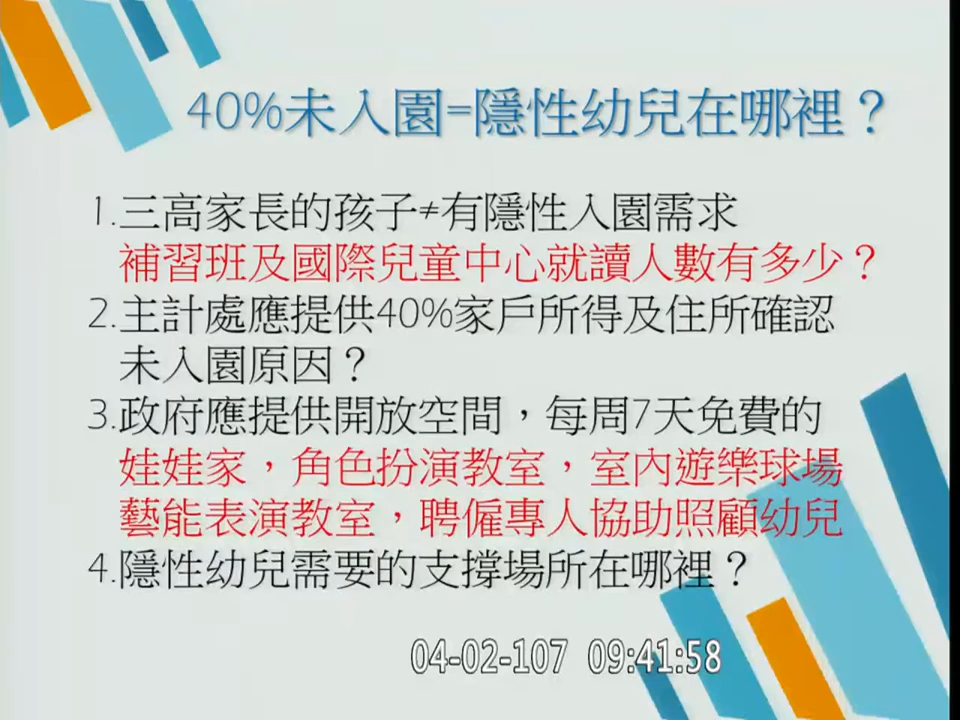 40%未入園=隱性幼兒在哪裡？
1.三高家長的孩子≠有隱性入園需求
補習班及國際兒童中心就讀人數有多少？
2.主計處應提供40%家戶所得及住所確認
未入園原因？
3.政府應提供開放空間，每周7天免費的
娃娃家，角色扮演教室，室內遊樂球場
藝能表演教室，聘僱專人協助照顧幼兒
4.隱性幼兒需要的支撐場所在哪裡？
04-02-107 09:41:58